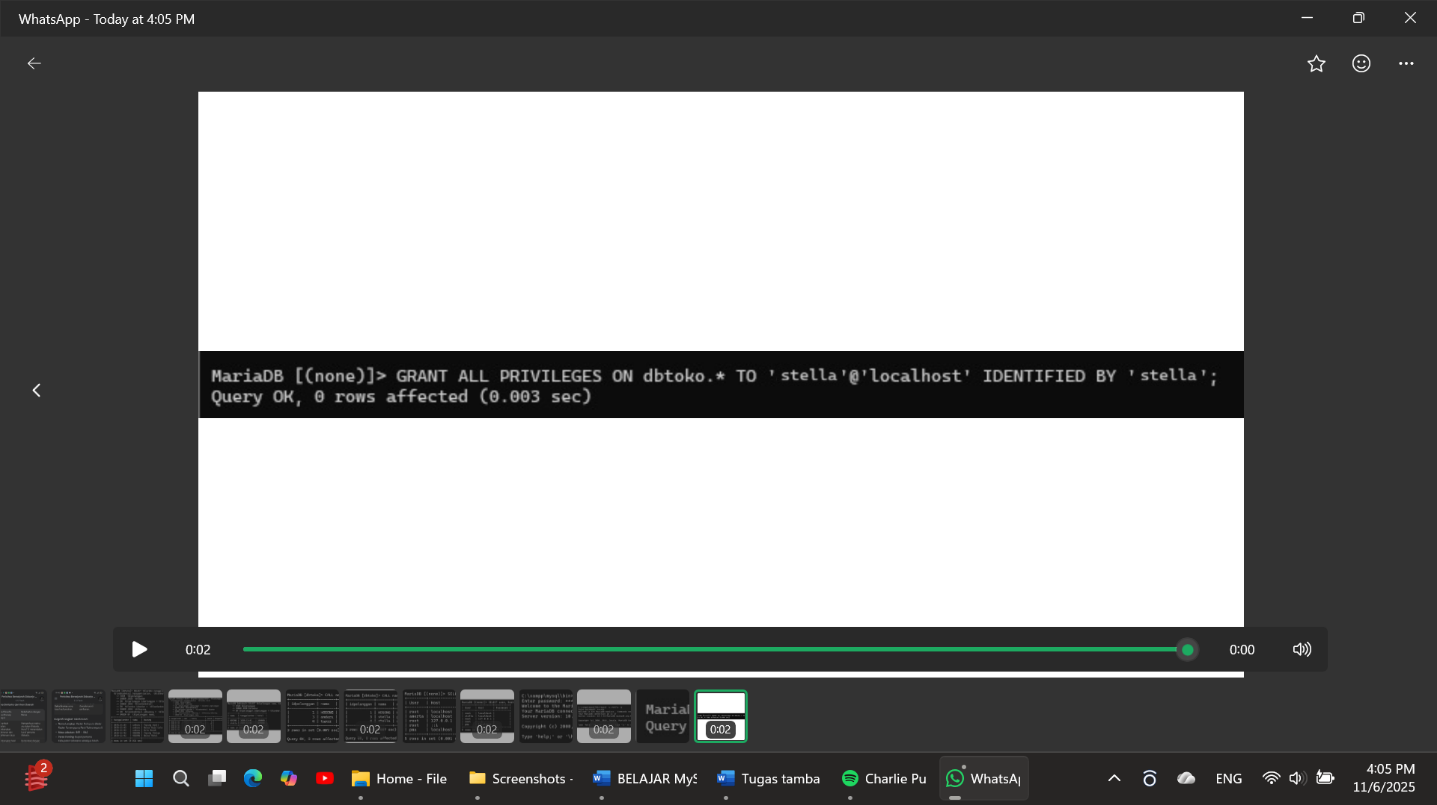 WhatsApp - Today at 4:05 PM
MariaDB [(none)]> GRANT ALL PRIVILEGES ON dbtoko.* TO 'stella'@'localhost' IDENTIFIED BY 'stella';
Query OK, 0 rows affected (0.003 sec)
0:02
0:00
0:02
0:02
0:02
0:02
0:02
Maria
Query
0:02
2
Home - File
Screenshots -
BELAJAR MyS
Tugas tamba
Charlie Pu
WhatsA
ENG
4:05 PM
11/6/2025